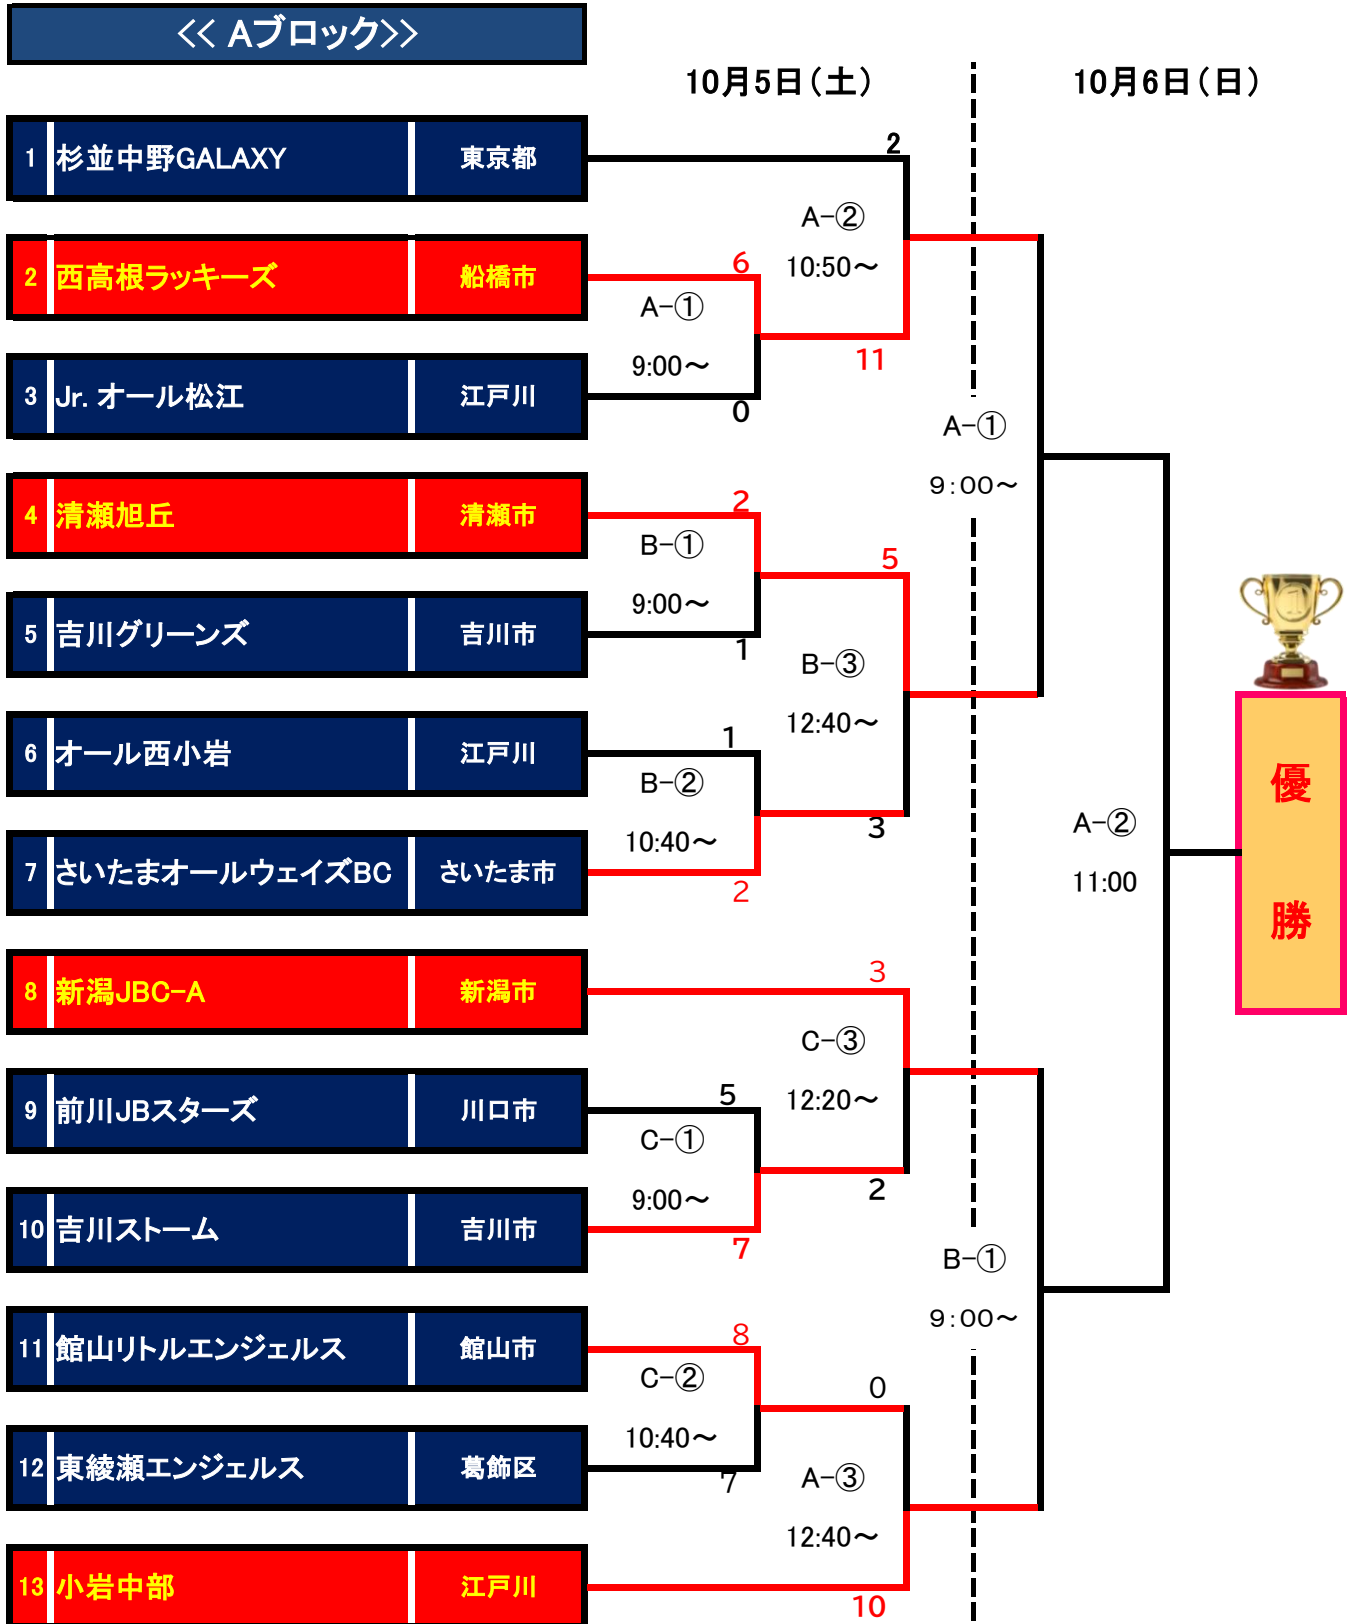 << Aブロック>>
10月5日（土）
10月6日（日）
1 杉並中野GALAXY 東京都
2
A-②
10:50～
2 西高根ラッキーズ 船橋市
6
A-①
9:00～
11
3 Jr. オール松江 江戸川
0
A-①
9:00～
4 清瀬旭丘 清瀬市
2
B-①
9:00～
5
5 吉川グリーンズ 吉川市
1
B-③
12:40～
6 オール西小岩 江戸川
1
B-②
10:40～
3
7 さいたまオールウェイズBC さいたま市
2
A-②
11:00
優
勝
8 新潟JBC-A 新潟市
3
C-③
12:20～
9 前川JBスターズ 川口市
5
C-①
9:00～
2
10 吉川ストーム 吉川市
7
B-①
9:00～
11 館山リトルエンジェルス 館山市
8
C-②
10:40～
0
12 東綾瀬エンジェルス 葛飾区
7
A-③
12:40～
13 小岩中部 江戸川
10